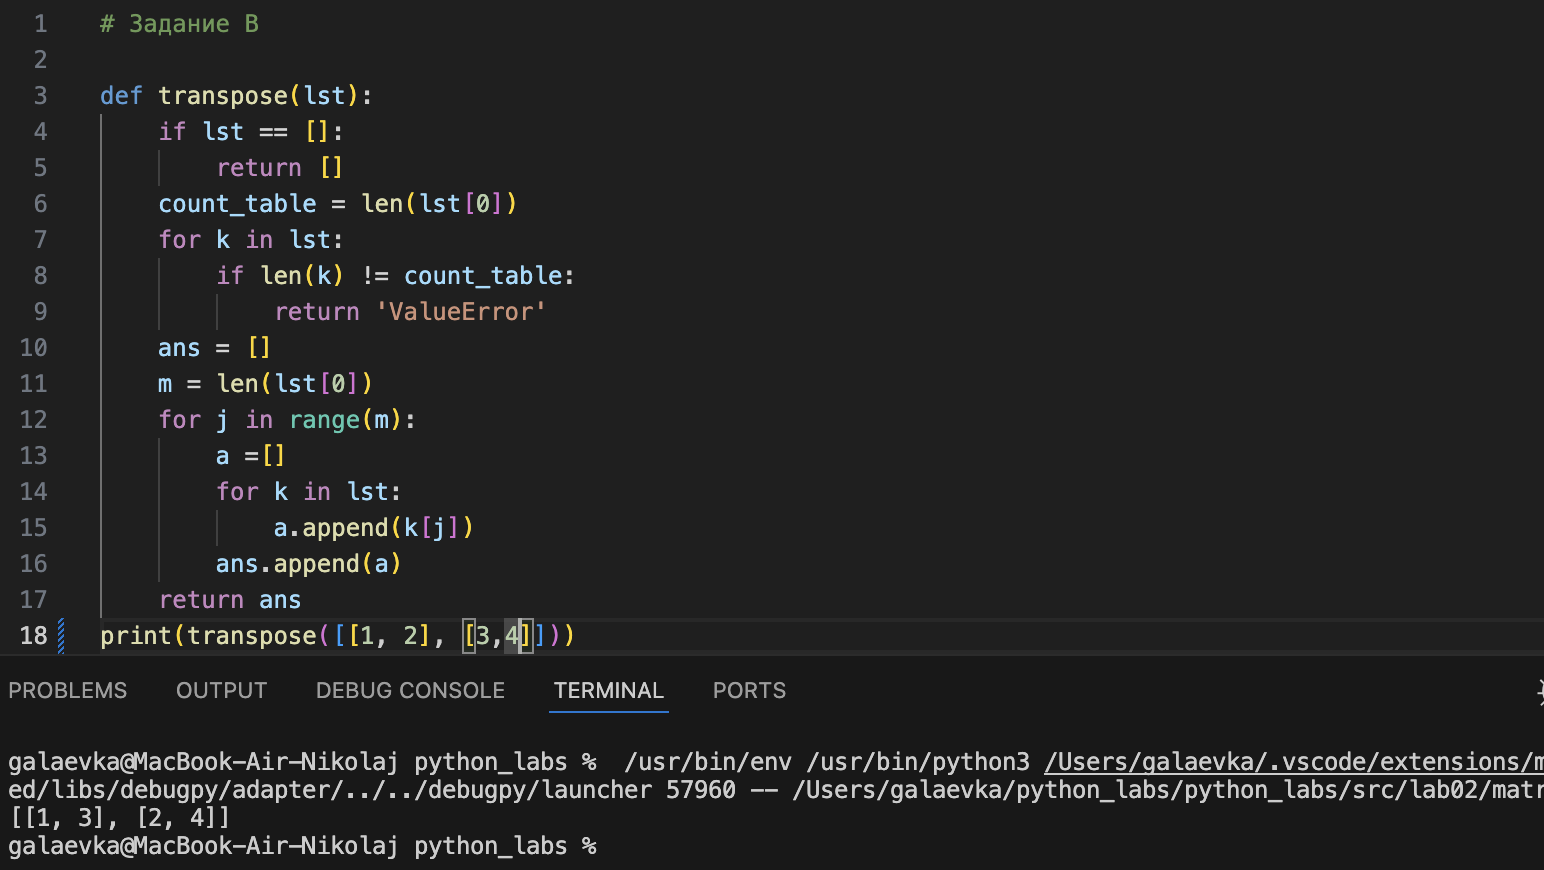 1 # Задание B
2
3 def transpose(lst):
4     if lst == []:
5         return []
6     count_table = len(lst[0])
7     for k in lst:
8         if len(k) != count_table:
9             return 'ValueError'
10     ans = []
11     m = len(lst[0])
12     for j in range(m):
13         a =[]
14         for k in lst:
15             a.append(k[j])
16         ans.append(a)
17     return ans
18 print(transpose([[1, 2], [3,4]]))
PROBLEMS OUTPUT DEBUG CONSOLE TERMINAL PORTS
galaevka@MacBook-Air-Nikolaj python_labs %  /usr/bin/env /usr/bin/python3 /Users/galaevka/.vscode/extensions/m
ed/libs/debugpy/adapter/../../debugpy/launcher 57960 -- /Users/galaevka/python_labs/python_labs/src/lab02/matr
[[1, 3], [2, 4]]
galaevka@MacBook-Air-Nikolaj python_labs %